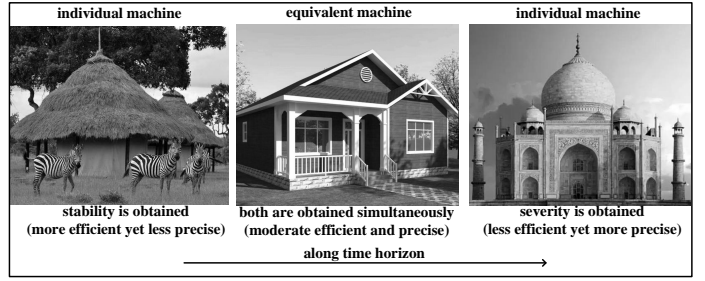 individual machine
equivalent machine
individual machine
stability is obtained
(more efficient yet less precise)
both are obtained simultaneously
(moderate efficient and precise)
severity is obtained
(less efficient yet more precise)
along time horizon